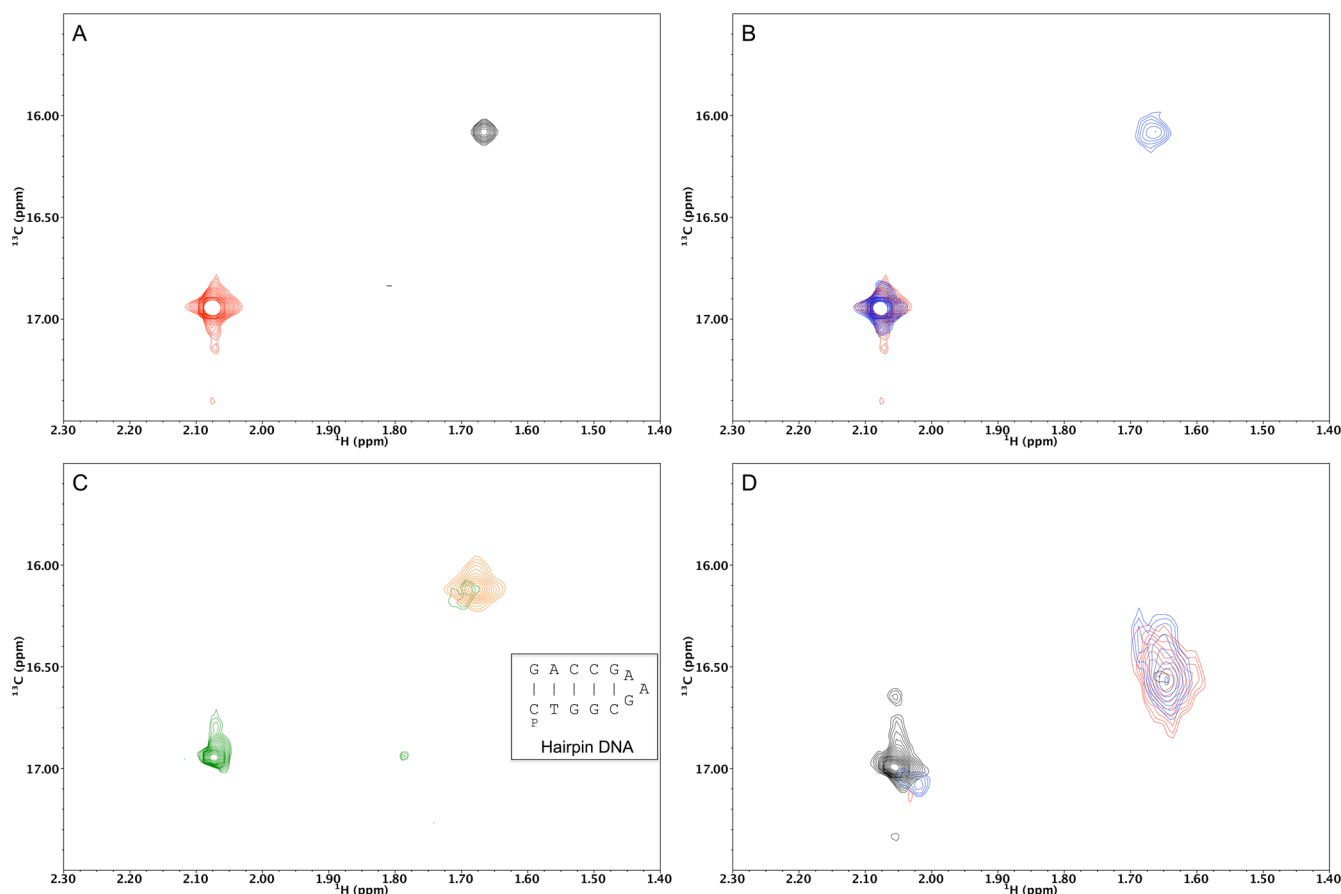 A
¹³C (ppm)
16.00
16.50
17.00
2.30 2.20 2.10 2.00 1.90 1.80 1.70 1.60 1.50 1.40
¹H (ppm)
B
¹³C (ppm)
16.00
16.50
17.00
2.30 2.20 2.10 2.00 1.90 1.80 1.70 1.60 1.50 1.40
¹H (ppm)
C
¹³C (ppm)
16.00
16.50
17.00
G A C C G A
A
C T G G C G
P
Hairpin DNA
2.30 2.20 2.10 2.00 1.90 1.80 1.70 1.60 1.50 1.40
¹H (ppm)
D
¹³C (ppm)
16.00
16.50
17.00
2.30 2.20 2.10 2.00 1.90 1.80 1.70 1.60 1.50 1.40
¹H (ppm)